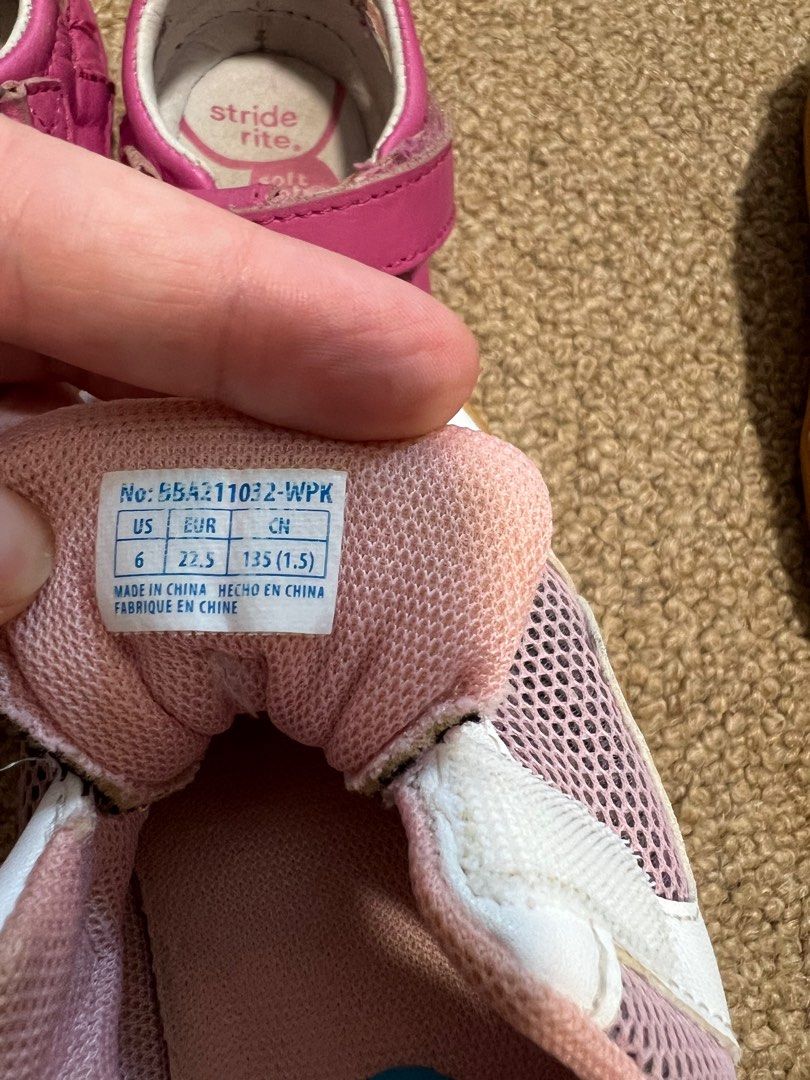 stride
rite.
soft
No: BBA211032-WPK
US EUR CN
6 22.5 135 (1.5)
MADE IN CHINA HECHO EN CHINA
FABRIQUE EN CHINE